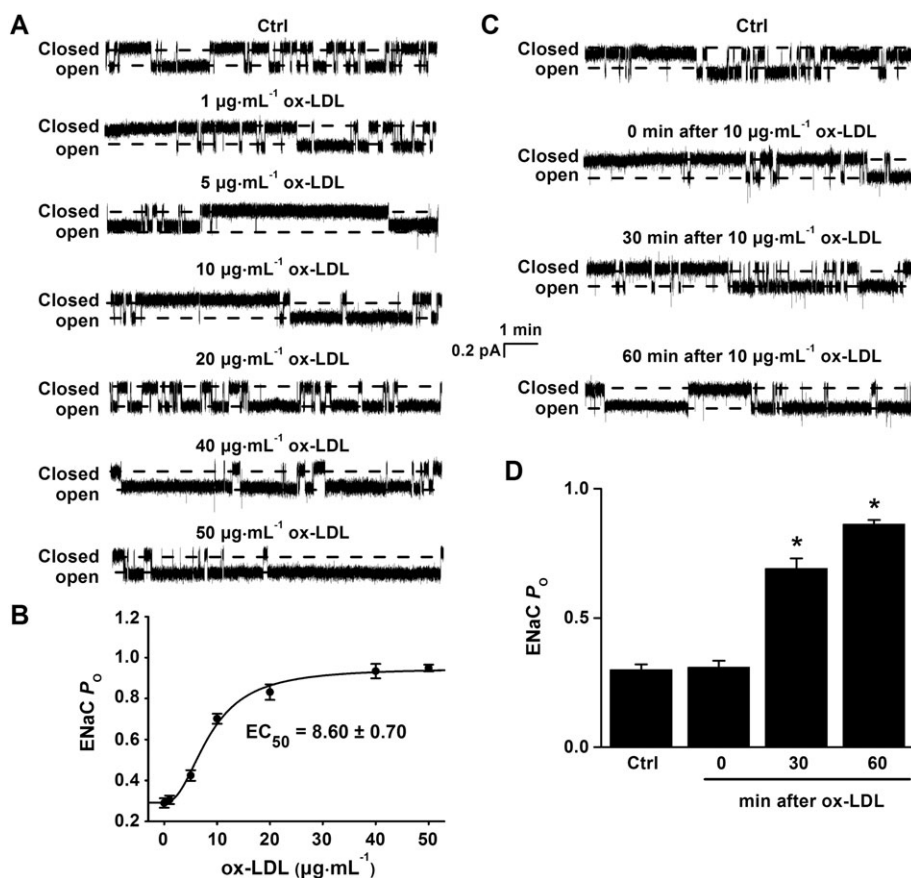 A
Ctrl
Closed
open
1 µg·mL⁻¹ ox-LDL
Closed
open
5 µg·mL⁻¹ ox-LDL
Closed
open
10 µg·mL⁻¹ ox-LDL
Closed
open
20 µg·mL⁻¹ ox-LDL
Closed
open
40 µg·mL⁻¹ ox-LDL
Closed
open
50 µg·mL⁻¹ ox-LDL
Closed
open
B
ENaC Pₒ
1.2
1.0
0.8
0.6
0.4
0.2
EC₅₀ = 8.60 ± 0.70
0 10 20 30 40 50
ox-LDL (µg·mL⁻¹)
C
Ctrl
Closed
open
0 min after 10 µg·mL⁻¹ ox-LDL
Closed
open
30 min after 10 µg·mL⁻¹ ox-LDL
Closed
open
1 min
0.2 pA
60 min after 10 µg·mL⁻¹ ox-LDL
Closed
open
D
ENaC Pₒ
1.0
0.5
0.0
* *
Ctrl 0 30 60
min after ox-LDL